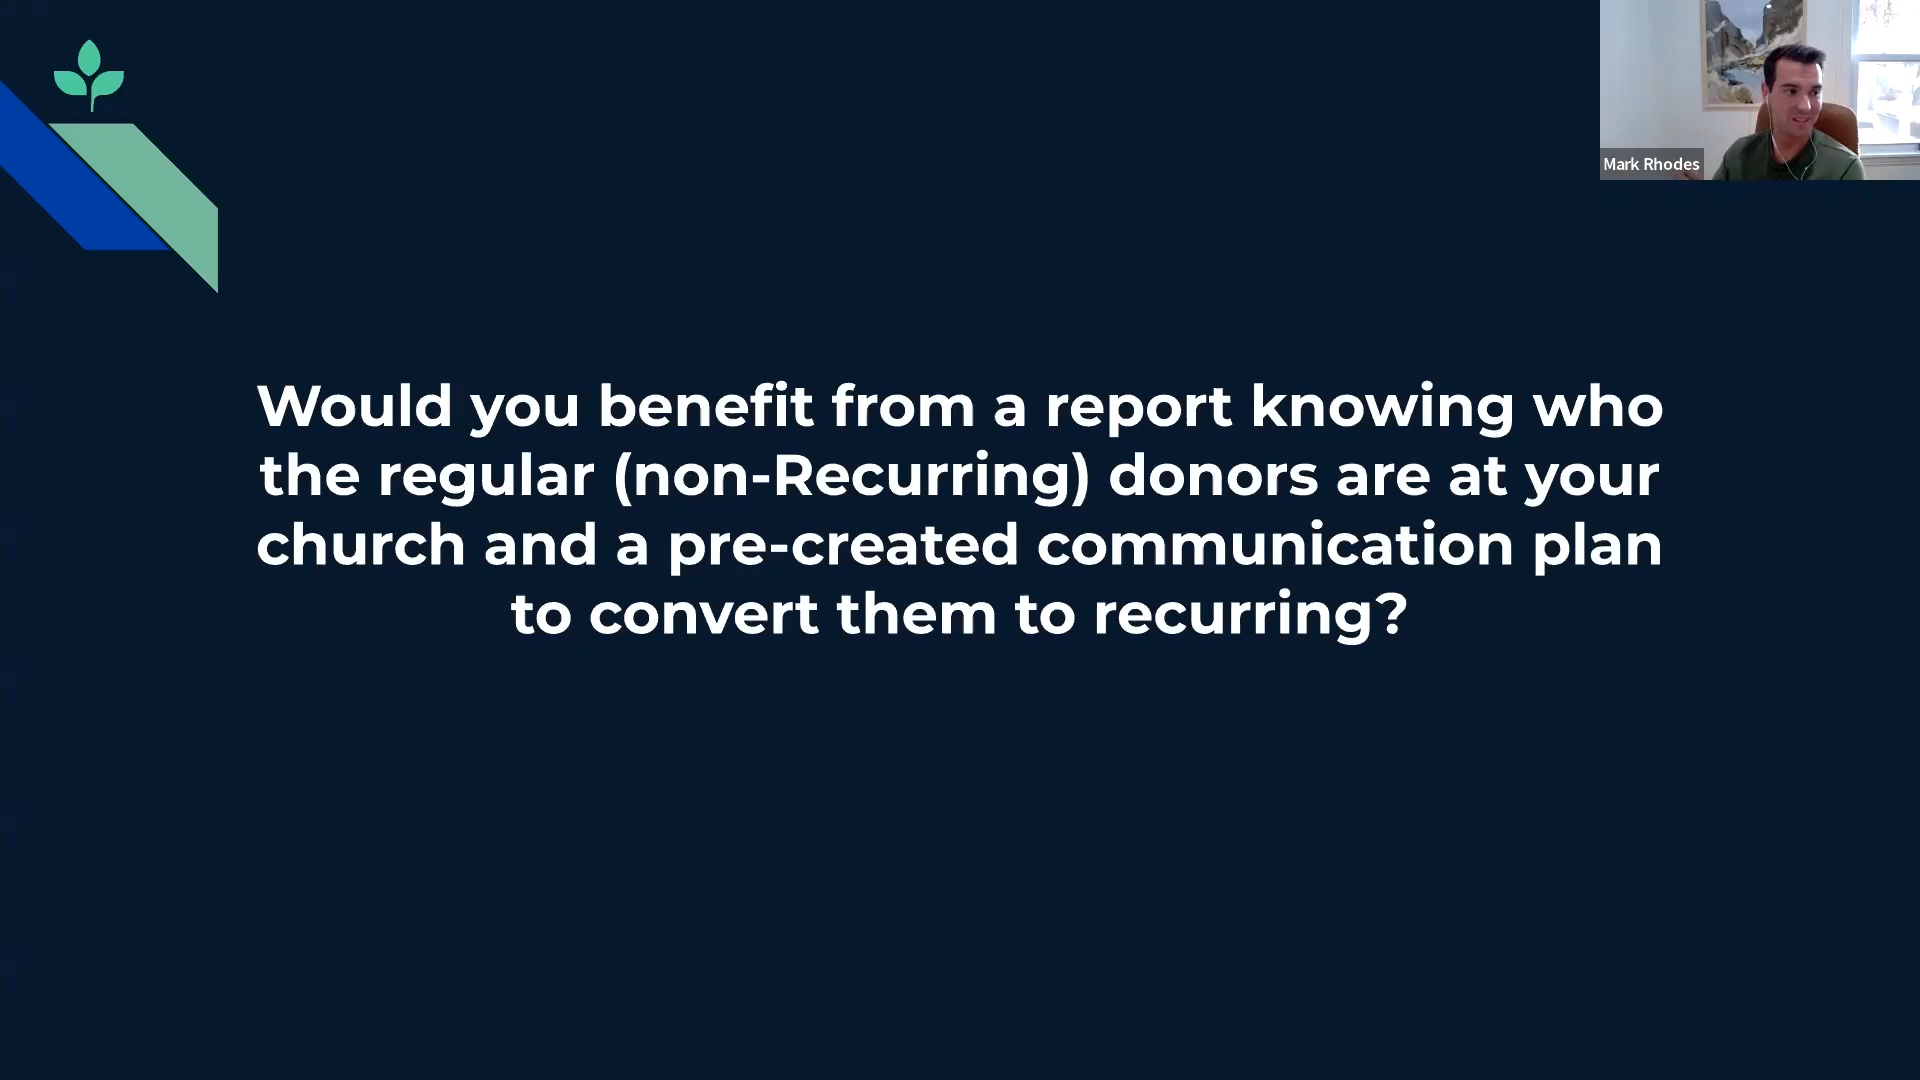 Mark Rhodes
Would you benefit from a report knowing who
the regular (non-Recurring) donors are at your
church and a pre-created communication plan
to convert them to recurring?